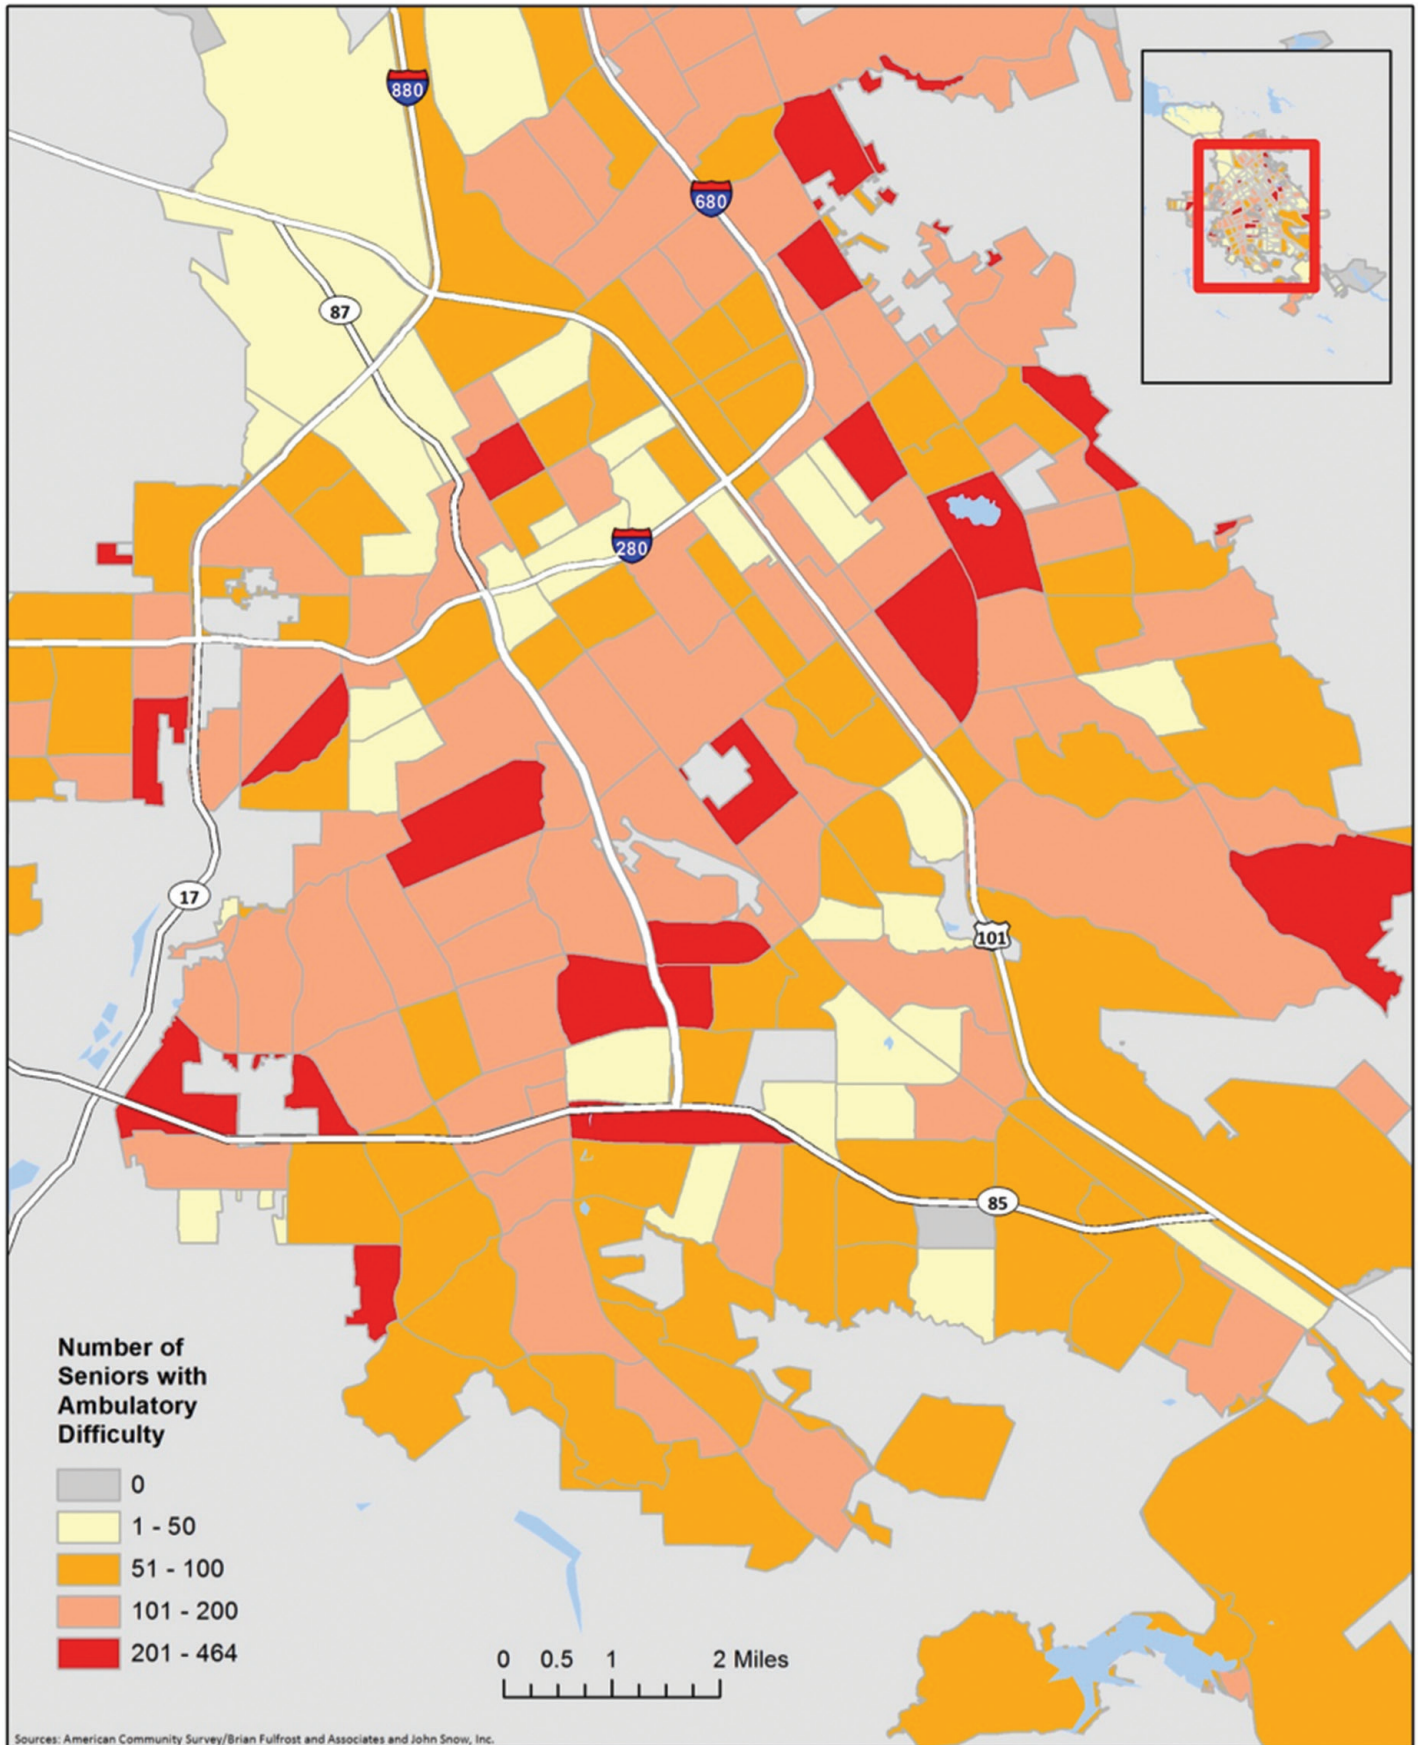 880
680
87
280
17
101
85
Number of
Seniors with
Ambulatory
Difficulty
0
1 - 50
51 - 100
101 - 200
201 - 464
0 0.5 1 2 Miles
Sources: American Community Survey/Brian Fulfrost and Associates and John Snow, Inc.